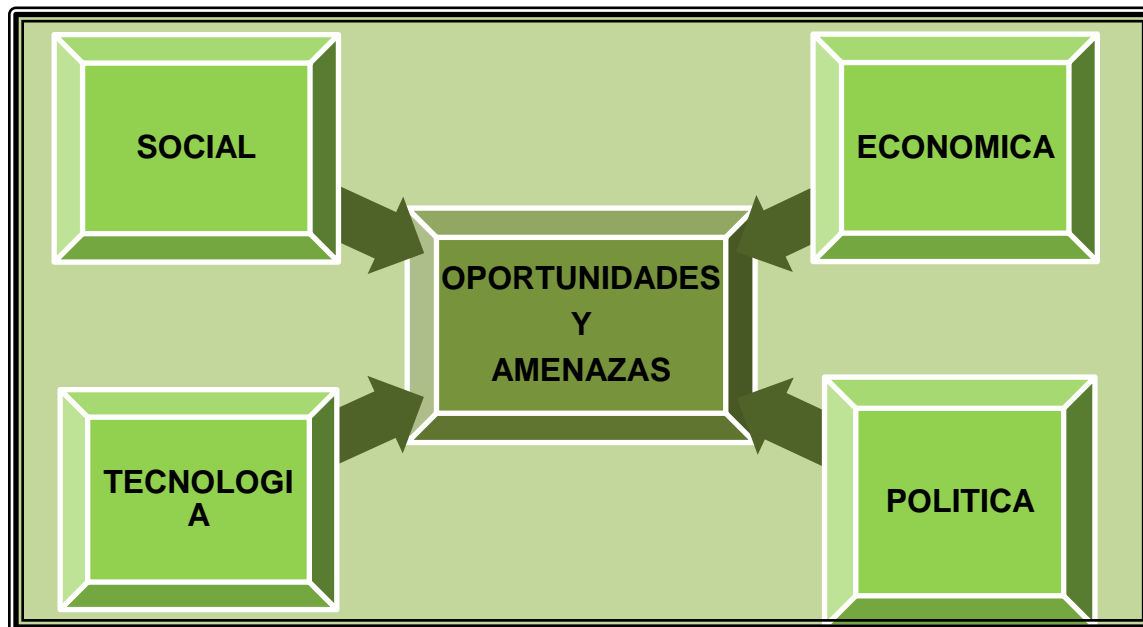 SOCIAL
ECONOMICA
OPORTUNIDADES
Y
AMENAZAS
TECNOLOGI
A
POLITICA